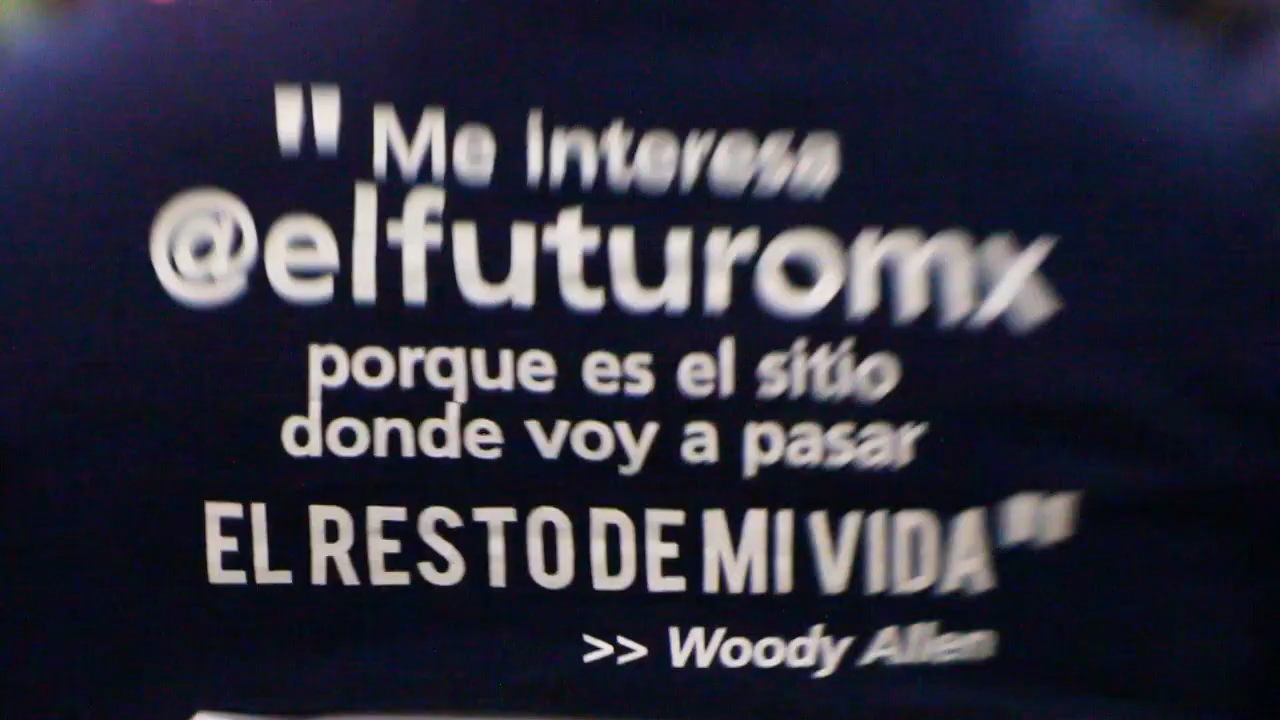 " Me Interesa
@elfuturomx
porque es el sitio
donde voy a pasar
EL RESTO DE MI VIDA"
>> Woody Allen